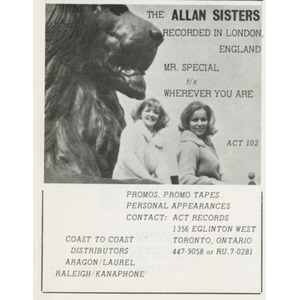 THE ALLAN SISTERS
RECORDED IN LONDON,
ENGLAND
MR. SPECIAL
f/s
WHEREVER YOU ARE
ACT 102
PROMOS, PROMO TAPES
PERSONAL APPEARANCES
CONTACT: ACT RECORDS
1356 EGLINTON WEST
TORONTO, ONTARIO
447-9058 or RU.7-0281
COAST TO COAST
DISTRIBUTORS
ARAGON/LAUREL
RALEIGH/KANAPHONE